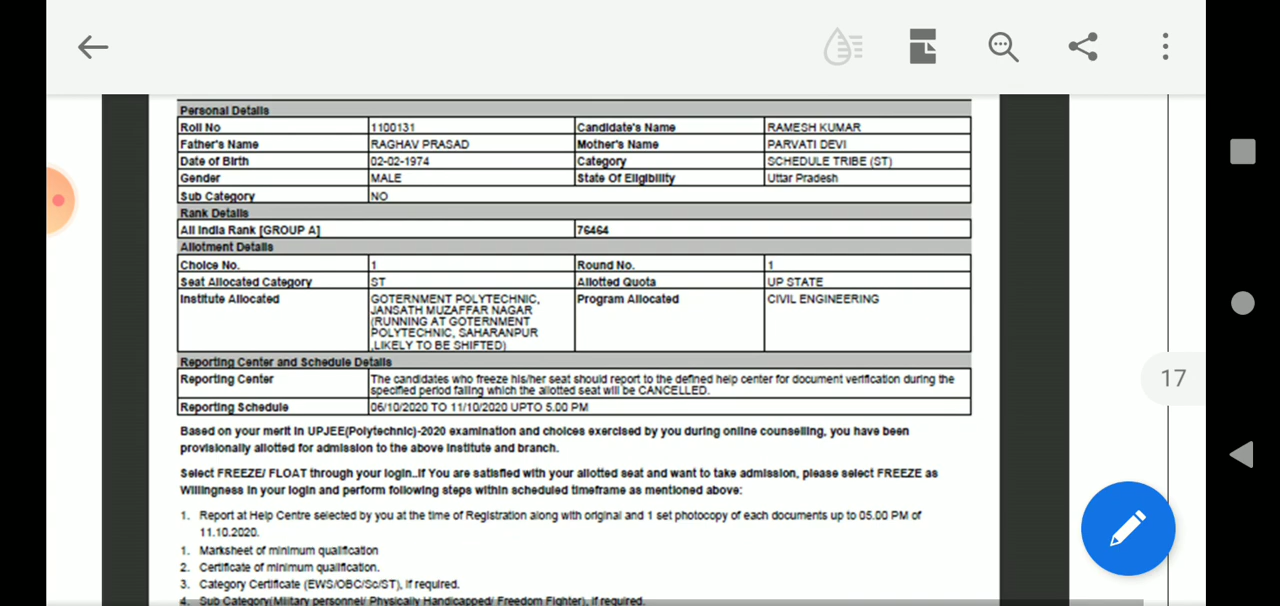 Personal Details
Roll No 1100131 Candidate's Name RAMESH KUMAR
Father's Name RAGHAV PRASAD Mother's Name PARVATI DEVI
Date of Birth 02-02-1974 Category SCHEDULE TRIBE (ST)
Gender MALE State Of Eligibility Uttar Pradesh
Sub Category NO
Rank Details
All India Rank [GROUP A] 76464
Allotment Details
Choice No. 1 Round No. 1
Seat Allocated Category ST Allotted Quota UP STATE
Institute Allocated GOTERNMENT POLYTECHNIC, Program Allocated CIVIL ENGINEERING
JANSATH MUZAFFAR NAGAR
(RUNNING AT GOTERNMENT
POLYTECHNIC, SAHARANPUR
,LIKELY TO BE SHIFTED)
Reporting Center and Schedule Details
Reporting Center The candidates who freeze his/her seat should report to the defined help center for document verification during the
specified period failing which the allotted seat will be CANCELLED.
Reporting Schedule 06/10/2020 TO 11/10/2020 UPTO 5.00 PM
17
Based on your merit in UPJEE(Polytechnic)-2020 examination and choices exercised by you during online counselling, you have been
provisionally allotted for admission to the above institute and branch.
Select FREEZE/ FLOAT through your login..If You are satisfied with your allotted seat and want to take admission, please select FREEZE as
Willingness in your login and perform following steps within scheduled timeframe as mentioned above:
1. Report at Help Centre selected by you at the time of Registration along with original and 1 set photocopy of each documents up to 05.00 PM of
11.10.2020.
1. Marksheet of minimum qualification
2. Certificate of minimum qualification.
3. Category Certificate (EWS/OBC/Sc/ST), if required.
4. Sub Category(Military personnel/ Physically Handicapped/ Freedom Fighter), if required.